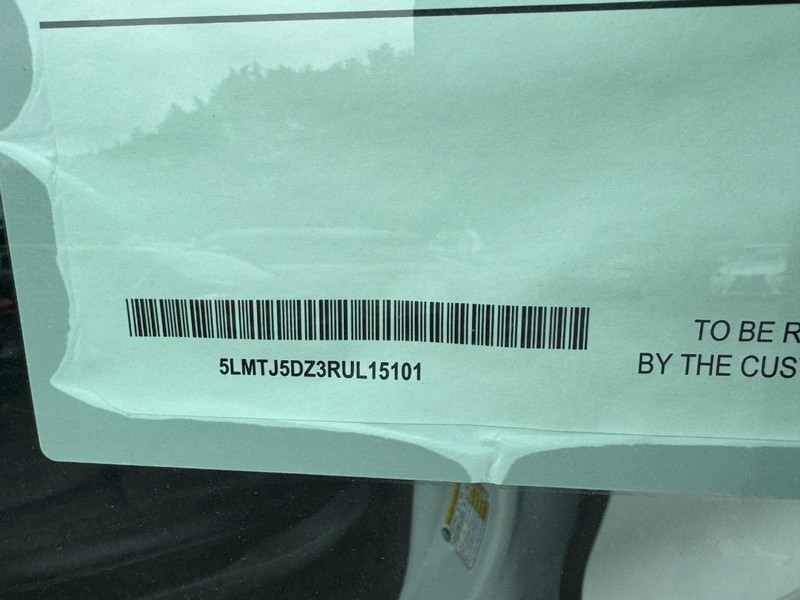 5LMTJ5DZ3RUL15101
TO BE R
BY THE CUS